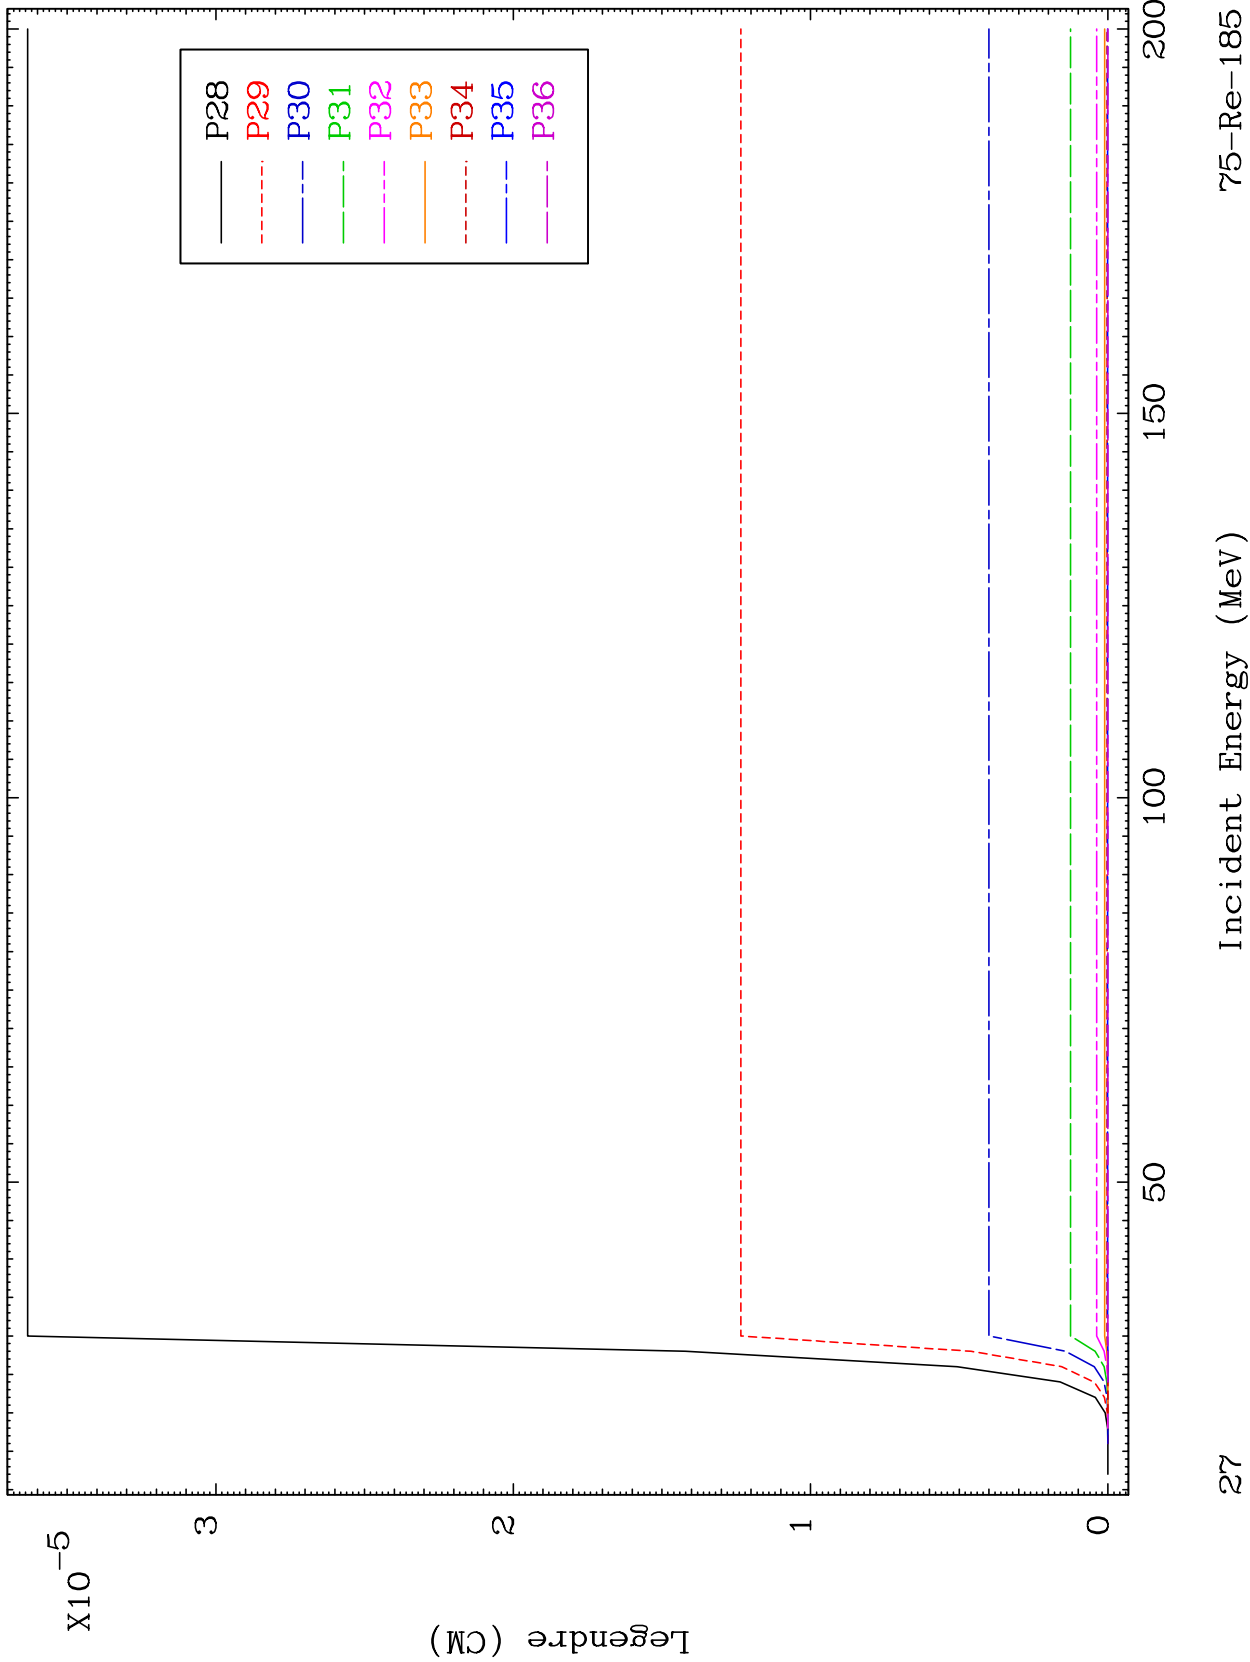 X10⁻⁵
Legendre (CM)
3
2
1
0
P28
P29
P30
P31
P32
P33
P34
P35
P36
50
100
150
200
Incident Energy (MeV)
27
75-Re-185